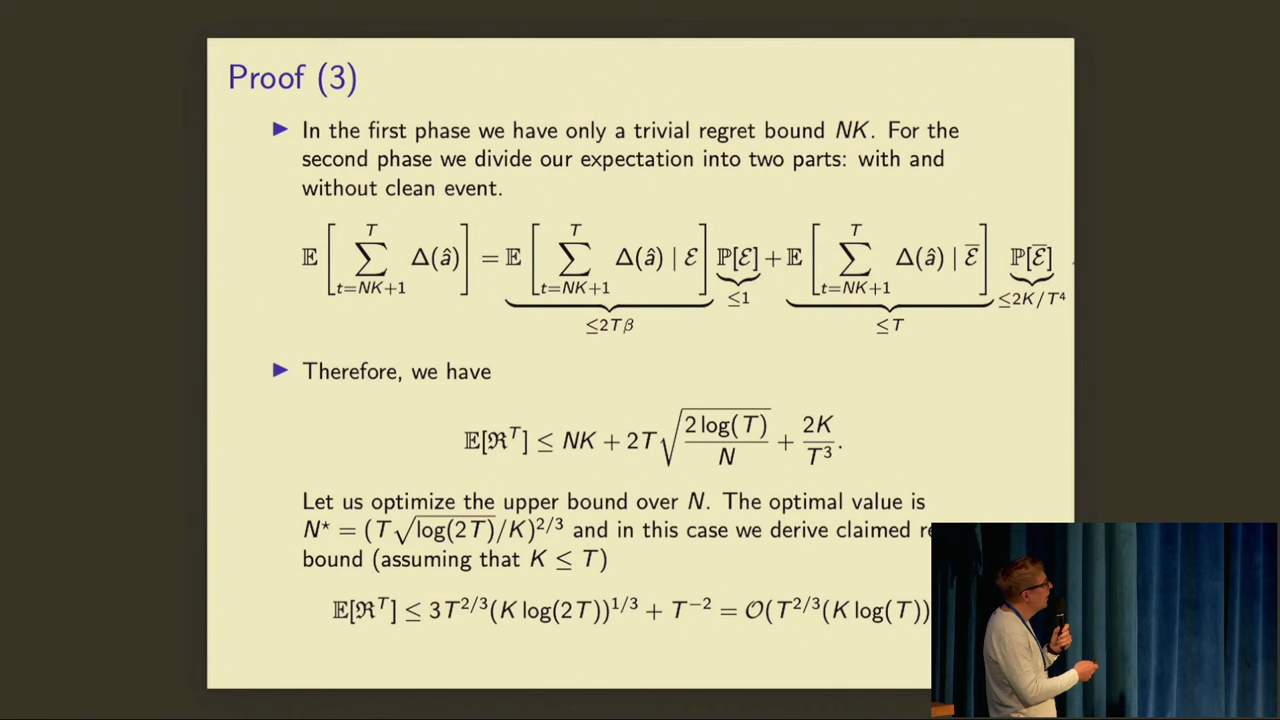 Proof (3)
▶ In the first phase we have only a trivial regret bound NK. For the
second phase we divide our expectation into two parts: with and
without clean event.
𝔼 [ ∑_{t=NK+1}^{T} Δ(â) ] = 𝔼 [ ∑_{t=NK+1}^{T} Δ(â) | ℰ ] ℙ[ℰ] + 𝔼 [ ∑_{t=NK+1}^{T} Δ(â) | ℰ̅ ] ℙ[ℰ̅]
≤2Tβ ≤1 ≤T ≤2K/T⁴
▶ Therefore, we have
𝔼[ℜ^T] ≤ NK + 2T√(2 log(T)/N) + 2K/T³.
Let us optimize the upper bound over N. The optimal value is
N⋆ = (T√log(2T)/K)^{2/3} and in this case we derive claimed
bound (assuming that K ≤ T)
𝔼[ℜ^T] ≤ 3T^{2/3}(K log(2T))^{1/3} + T^{−2} = 𝒪(T^{2/3}(K log(T))